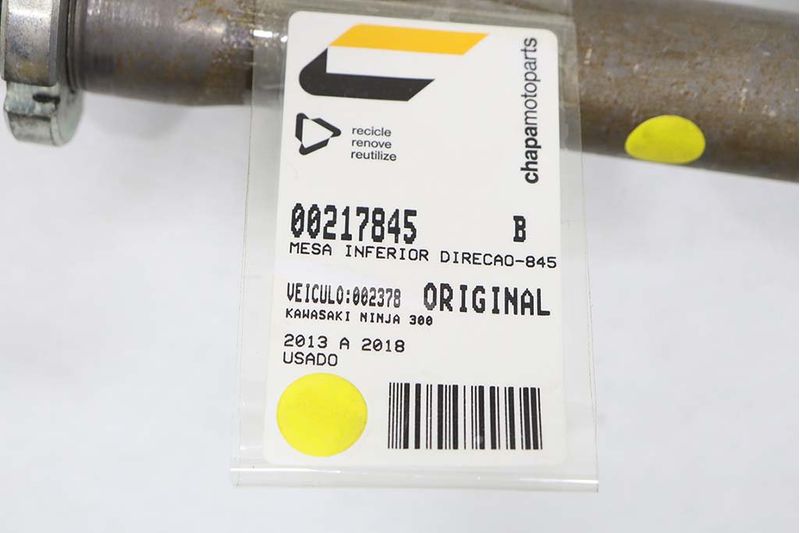 recicle
renove
reutilize
chapamotoparts
00217845 B
MESA INFERIOR DIRECAO-845
VEICULO:002378 ORIGINAL
KAWASAKI NINJA 300
2013 A 2018
USADO